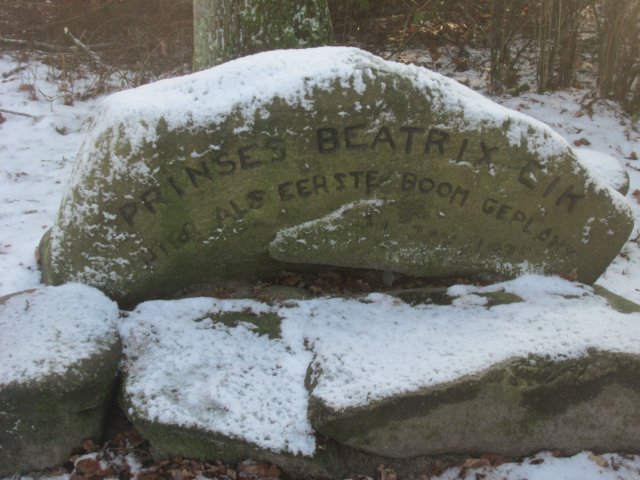 PRINSES BEATRIX EIK
ALS EERSTE BOOM GEPLANT